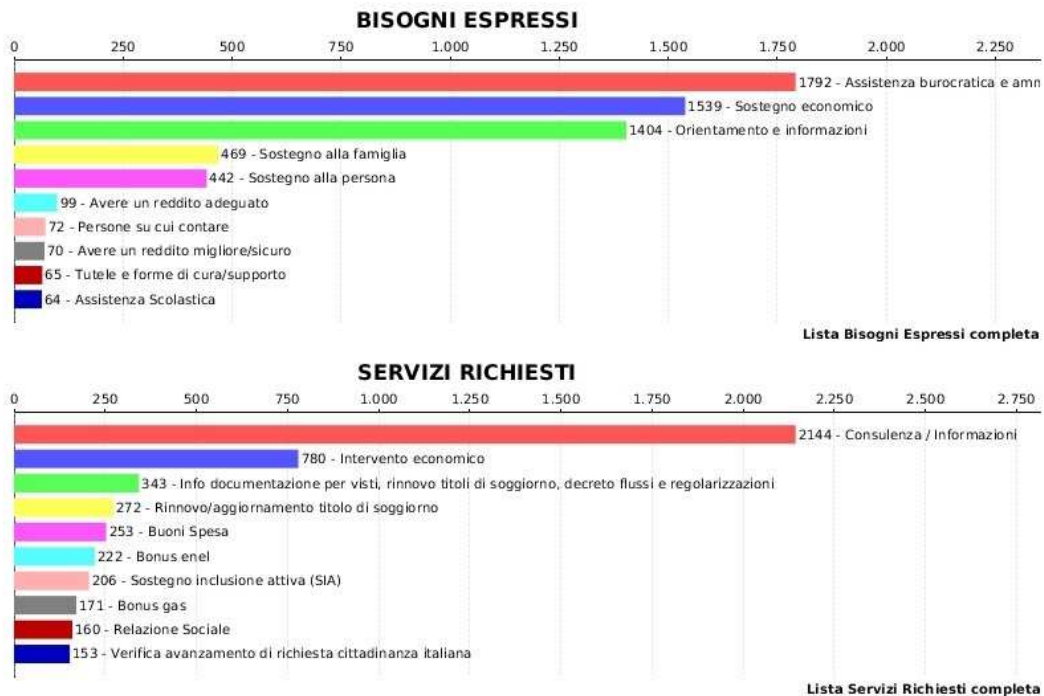 BISOGNI ESPRESSI
0 250 500 750 1.000 1.250 1.500 1.750 2.000 2.250
1792 - Assistenza burocratica e amn
1539 - Sostegno economico
1404 - Orientamento e informazioni
469 - Sostegno alla famiglia
442 - Sostegno alla persona
99 - Avere un reddito adeguato
72 - Persone su cui contare
70 - Avere un reddito migliore/sicuro
65 - Tutele e forme di cura/supporto
64 - Assistenza Scolastica
Lista Bisogni Espressi completa
SERVIZI RICHIESTI
0 250 500 750 1.000 1.250 1.500 1.750 2.000 2.250 2.500 2.750
2144 - Consulenza / Informazioni
780 - Intervento economico
343 - Info documentazione per visti, rinnovo titoli di soggiorno, decreto flussi e regolarizzazioni
272 - Rinnovo/aggiornamento titolo di soggiorno
253 - Buoni Spesa
222 - Bonus enel
206 - Sostegno inclusione attiva (SIA)
171 - Bonus gas
160 - Relazione Sociale
153 - Verifica avanzamento di richiesta cittadinanza italiana
Lista Servizi Richiesti completa